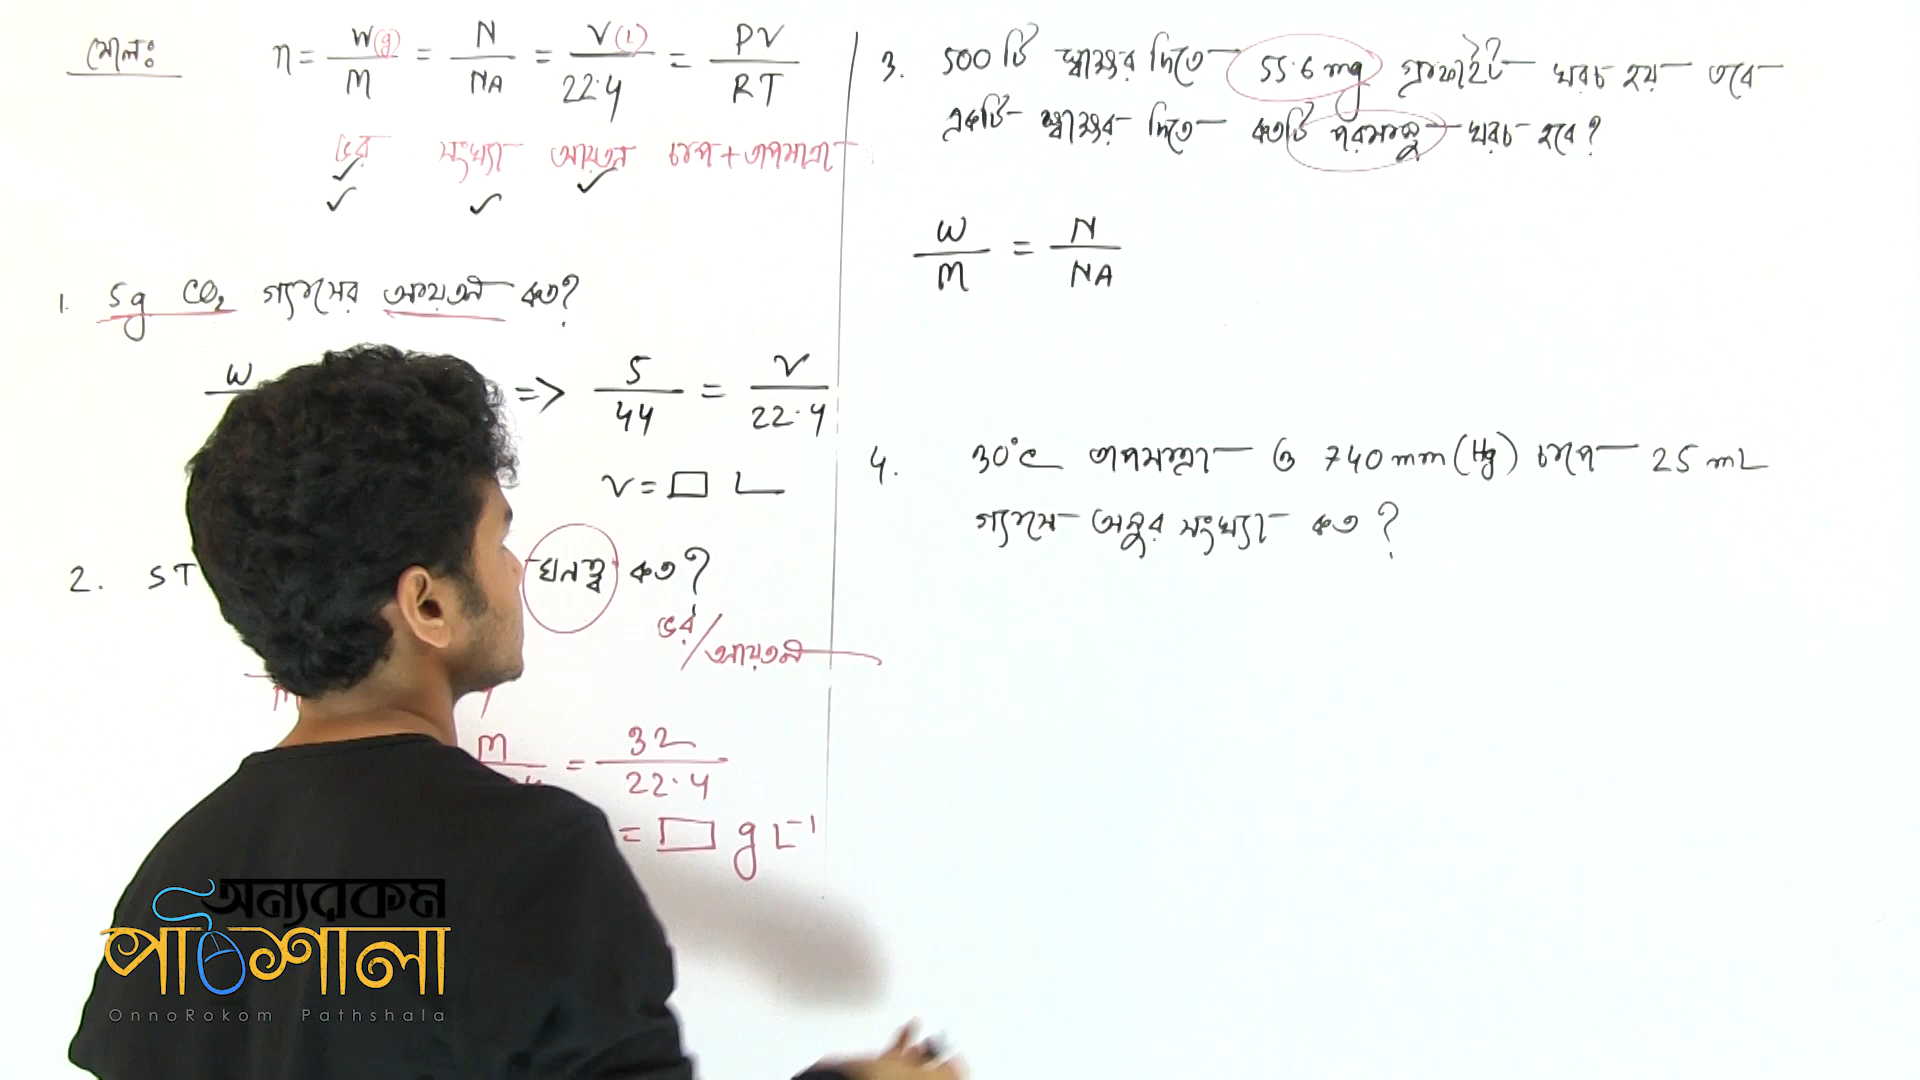 মোলঃ n = W(g)/M = N/NA = V(L)/22.4 = PV/RT
ভর সংখ্যা আয়তন চাপ + তাপমাত্রা
1. 5g CO2 গ্যাসের আয়তন কত?
W => 5/44 = V/22.4
V = □ L
2. ST ঘনত্ব কত?
ভর/আয়তন
M = 32/22.4
= □ g L⁻¹
3. 500 টি স্বাক্ষর দিতে 55.6 mg গ্রাফাইট খরচ হয় তবে
একটি স্বাক্ষর দিতে কতটি পরমাণু খরচ হবে?
W/M = N/NA
4. 30°C তাপমাত্রা ও 740 mm (Hg) চাপে 25 mL
গ্যাসে অনুর সংখ্যা কত?
অন্যরকম
পাঠশালা
OnnoRokom Pathshala